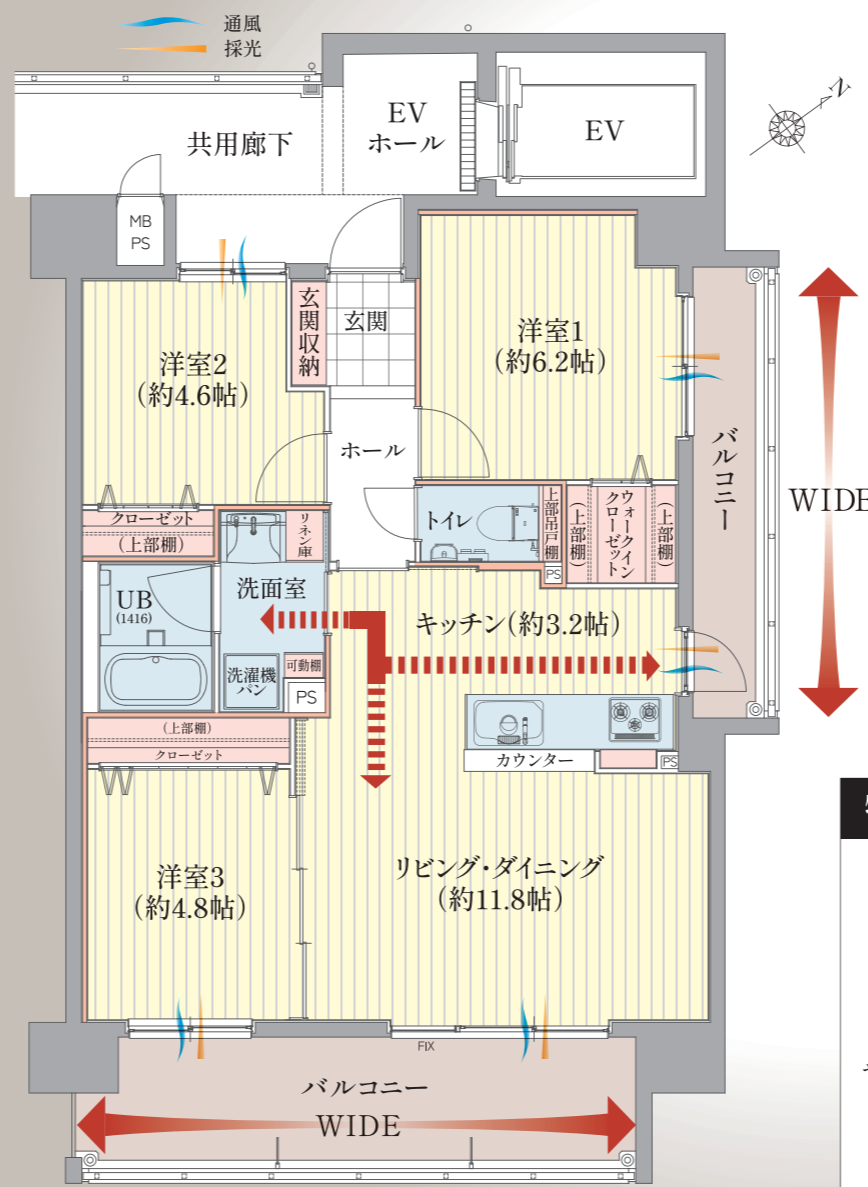 通風
採光
N
EV
ホール
EV
共用廊下
MB
PS
玄関収納
玄関
洋室1
(約6.2帖)
洋室2
(約4.6帖)
バルコニー
WIDE
ホール
クローゼット
(上部棚)
リネン庫
トイレ
上部吊戸棚
PS
(上部棚)
ウォークイン
クローゼット
(上部棚)
UB
(1416)
洗面室
キッチン(約3.2帖)
洗濯機
パン
可動棚
PS
(上部棚)
クローゼット
カウンター
PS
洋室3
(約4.8帖)
リビング・ダイニング
(約11.8帖)
FIX
バルコニー
WIDE